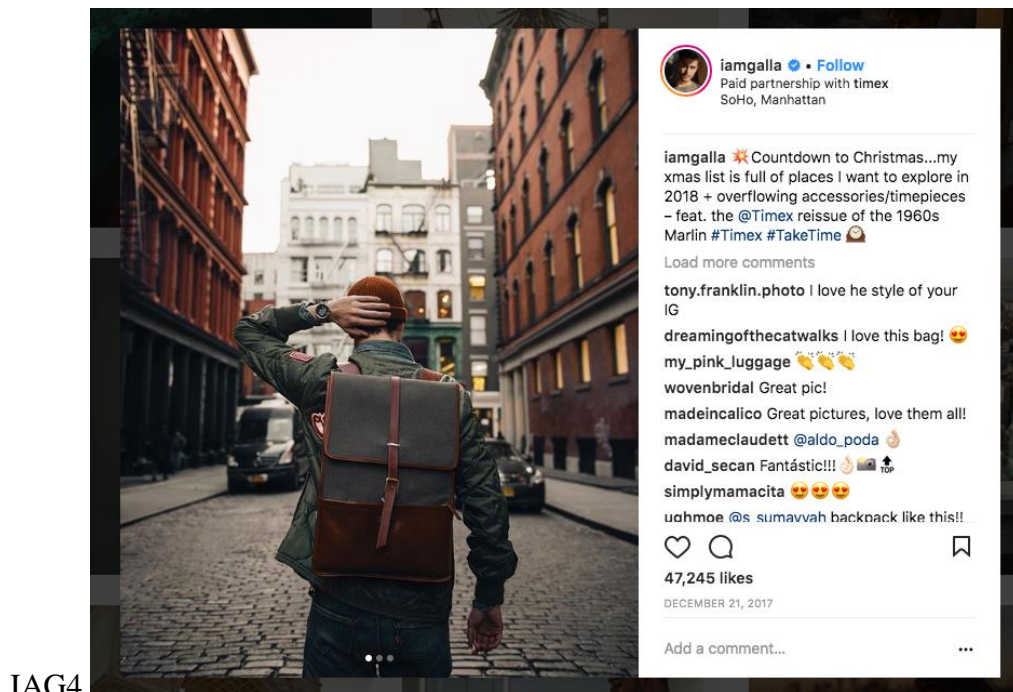 iamgalla • Follow
Paid partnership with timex
SoHo, Manhattan
iamgalla 💥Countdown to Christmas...my
xmas list is full of places I want to explore in
2018 + overflowing accessories/timepieces
– feat. the @Timex reissue of the 1960s
Marlin #Timex #TakeTime 🕰
Load more comments
tony.franklin.photo I love he style of your
IG
dreamingofthecatwalks I love this bag! 😍
my_pink_luggage 👏🏻👏🏻👏🏻
wovenbridal Great pic!
madeincalico Great pictures, love them all!
madameclaudett @aldo_poda 👌🏻
david_secan Fantástic!!!👌🏻📸🔝
simplymamacita 😍😍😍
ughmoe @s_sumayyah backpack like this!!
47,245 likes
DECEMBER 21, 2017
Add a comment...
IAG4